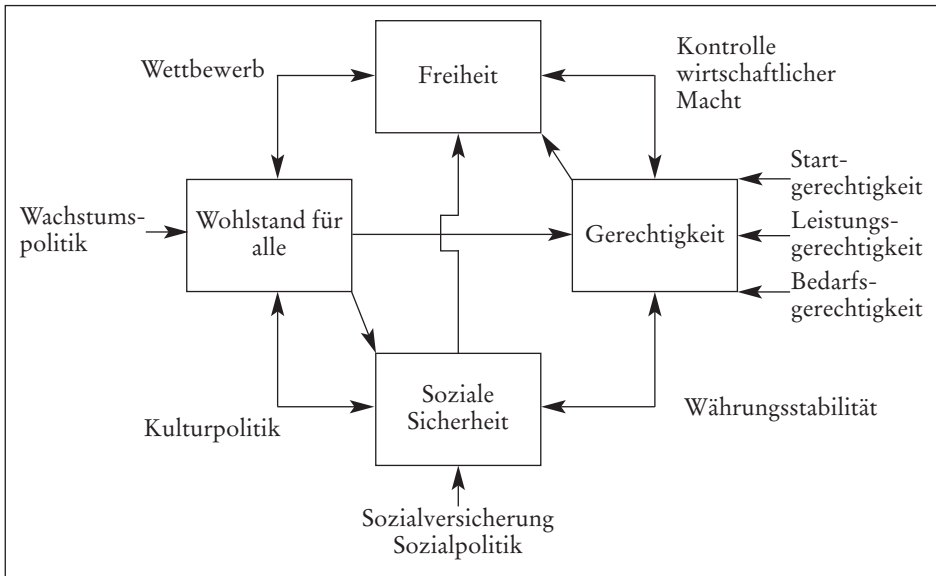 Wettbewerb
Freiheit
Kontrolle
wirtschaftlicher
Macht
Wachstums-
politik
Wohlstand für
alle
Gerechtigkeit
Start-
gerechtigkeit
Leistungs-
gerechtigkeit
Bedarfs-
gerechtigkeit
Kulturpolitik
Soziale
Sicherheit
Währungsstabilität
Sozialversicherung
Sozialpolitik